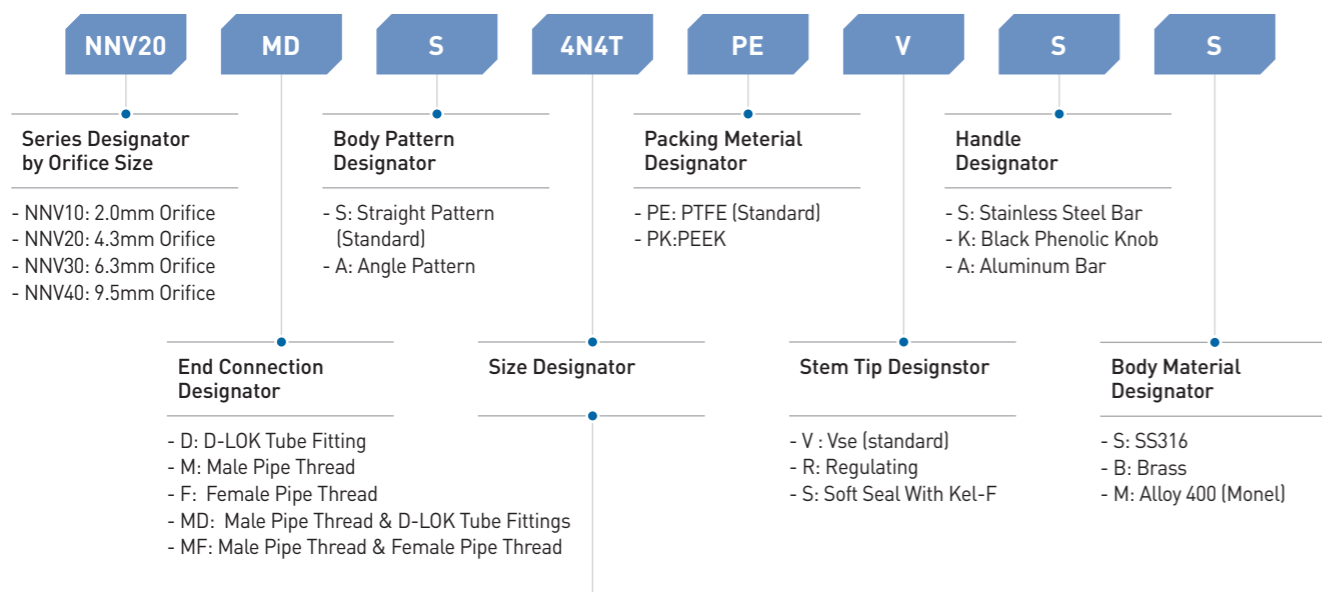 NNV20 MD S 4N4T PE V S S
Series Designator
by Orifice Size
- NNV10: 2.0mm Orifice
- NNV20: 4.3mm Orifice
- NNV30: 6.3mm Orifice
- NNV40: 9.5mm Orifice
Body Pattern
Designator
- S: Straight Pattern
(Standard)
- A: Angle Pattern
Packing Meterial
Designator
- PE: PTFE (Standard)
- PK:PEEK
Handle
Designator
- S: Stainless Steel Bar
- K: Black Phenolic Knob
- A: Aluminum Bar
End Connection
Designator
- D: D-LOK Tube Fitting
- M: Male Pipe Thread
- F: Female Pipe Thread
- MD: Male Pipe Thread & D-LOK Tube Fittings
- MF: Male Pipe Thread & Female Pipe Thread
Size Designator
Stem Tip Designstor
- V : Vse (standard)
- R: Regulating
- S: Soft Seal With Kel-F
Body Material
Designator
- S: SS316
- B: Brass
- M: Alloy 400 (Monel)